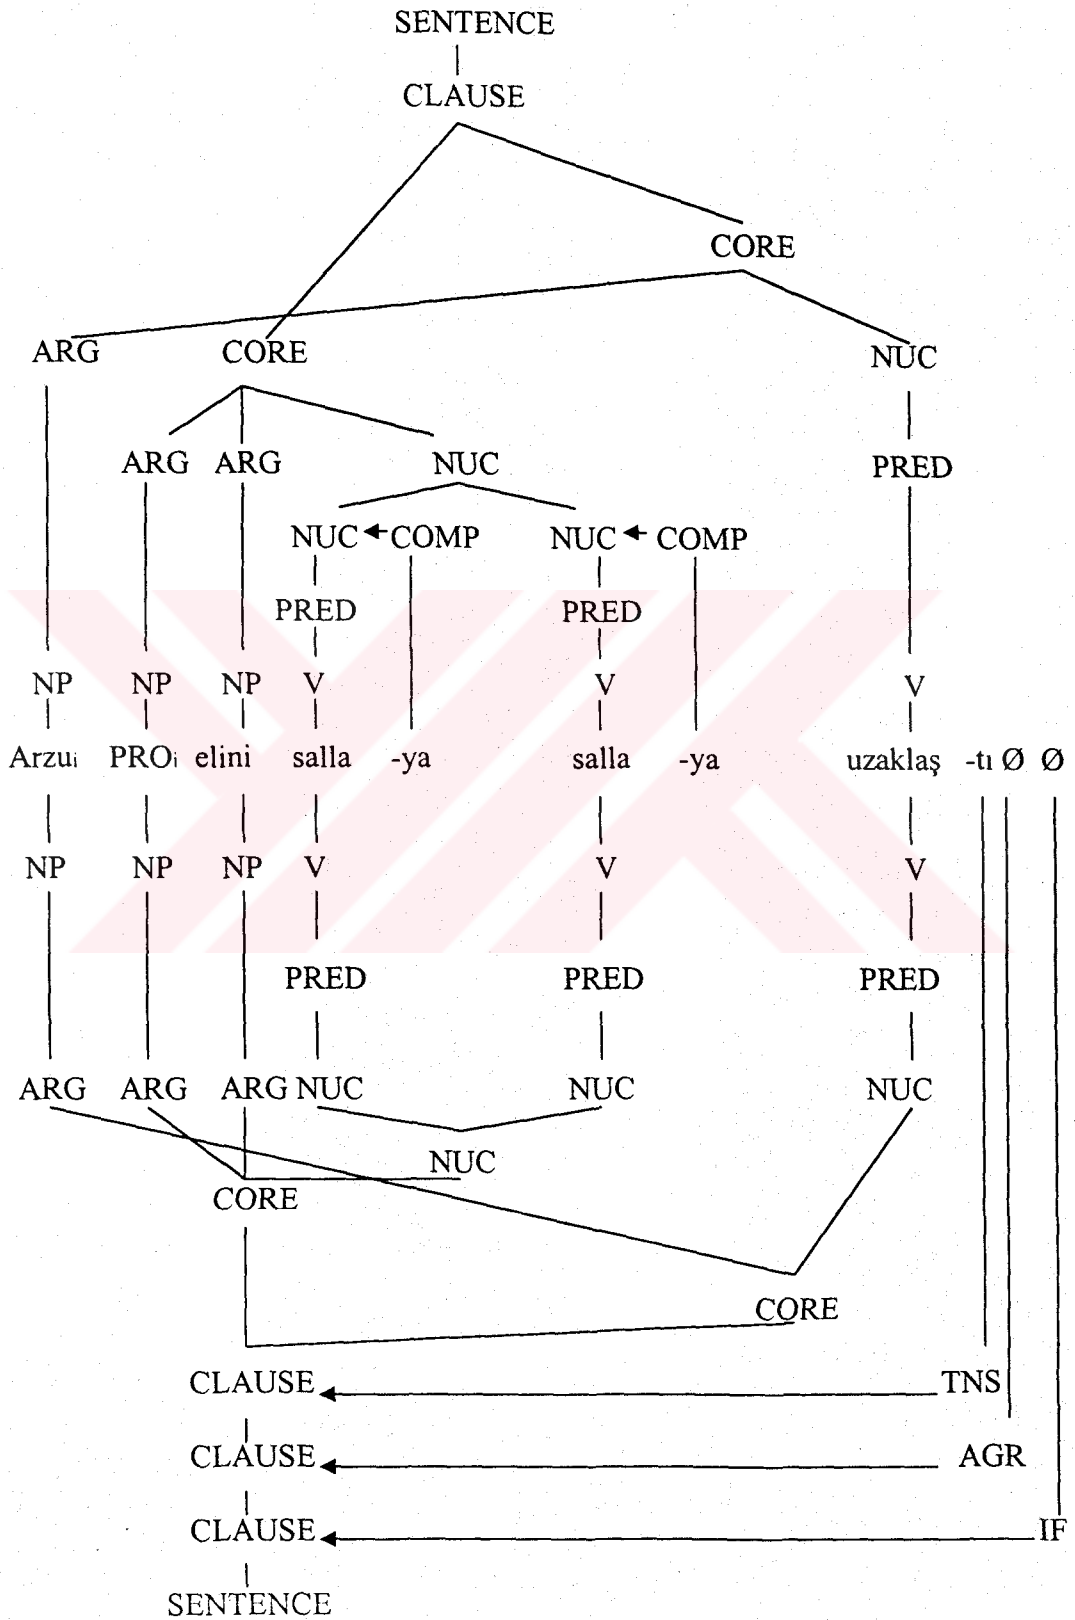 SENTENCE
CLAUSE
CORE
ARG CORE NUC
ARG ARG NUC PRED
NUC COMP NUC COMP
PRED PRED
NP NP NP V V V
Arzui PROi elini salla -ya salla -ya uzaklaş -tı Ø Ø
NP NP NP V V V
PRED PRED PRED
ARG ARG ARG NUC NUC NUC
NUC
CORE
CORE
CLAUSE TNS
CLAUSE AGR
CLAUSE IF
SENTENCE